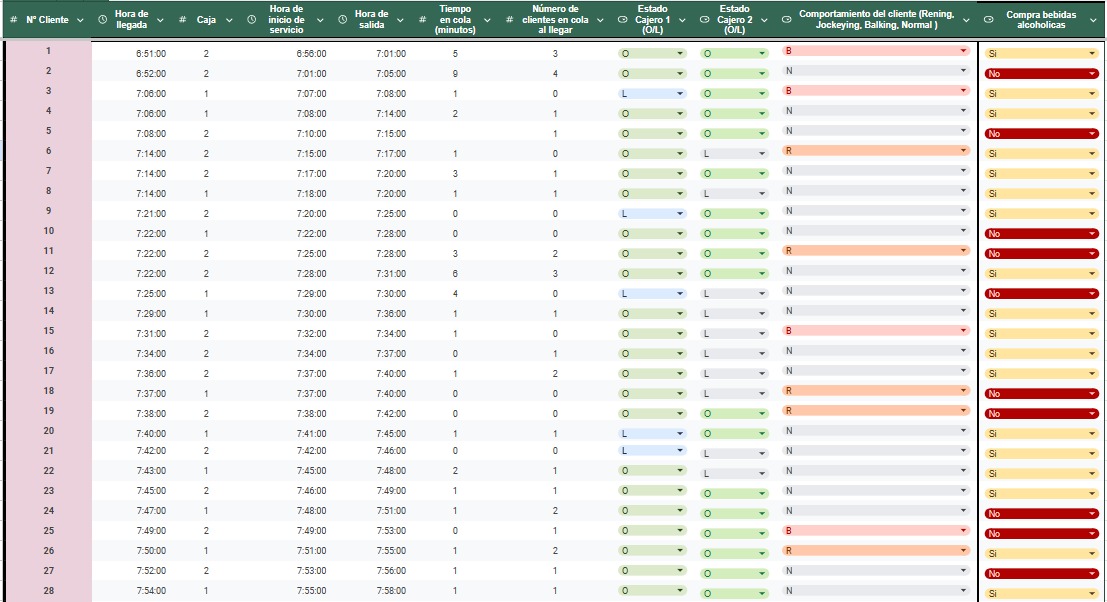 # Nº Cliente Hora de llegada # Caja Hora de inicio de servicio Hora de salida # Tiempo en cola (minutos) # Número de clientes en cola al llegar Estado Cajero 1 (O/L) Estado Cajero 2 (O/L) Comportamiento del cliente (Rening, Jockeying, Balking, Normal ) Compra bebidas alcoholicas
1 6:51:00 2 6:56:00 7:01:00 5 3 O O B Si
2 6:52:00 2 7:01:00 7:05:00 9 4 O O N No
3 7:06:00 1 7:07:00 7:08:00 1 0 L O B Si
4 7:06:00 1 7:08:00 7:14:00 2 1 O O N Si
5 7:08:00 2 7:10:00 7:15:00 1 O O N No
6 7:14:00 2 7:15:00 7:17:00 1 0 O L R Si
7 7:14:00 2 7:17:00 7:20:00 3 1 O O N Si
8 7:14:00 1 7:18:00 7:20:00 1 1 O L N Si
9 7:21:00 2 7:20:00 7:25:00 0 0 L O N Si
10 7:22:00 1 7:22:00 7:28:00 0 0 O O N No
11 7:22:00 2 7:25:00 7:28:00 3 2 O O R No
12 7:22:00 2 7:28:00 7:31:00 6 3 O O N Si
13 7:25:00 1 7:29:00 7:30:00 4 0 L L N No
14 7:29:00 1 7:30:00 7:36:00 1 1 O L N Si
15 7:31:00 2 7:32:00 7:34:00 1 0 O L B Si
16 7:34:00 2 7:34:00 7:37:00 0 1 O L N Si
17 7:36:00 2 7:37:00 7:40:00 1 2 O L N Si
18 7:37:00 1 7:37:00 7:40:00 0 0 O L R No
19 7:38:00 2 7:38:00 7:42:00 0 0 O O R No
20 7:40:00 1 7:41:00 7:45:00 1 1 L O N Si
21 7:42:00 2 7:42:00 7:46:00 0 0 L L N Si
22 7:43:00 1 7:45:00 7:48:00 2 1 O L N Si
23 7:45:00 2 7:46:00 7:49:00 1 1 O O N Si
24 7:47:00 1 7:48:00 7:51:00 1 2 O O N No
25 7:49:00 2 7:49:00 7:53:00 0 1 O O B No
26 7:50:00 1 7:51:00 7:55:00 1 2 O O R Si
27 7:52:00 2 7:53:00 7:56:00 1 1 O O N No
28 7:54:00 1 7:55:00 7:58:00 1 1 O O N Si